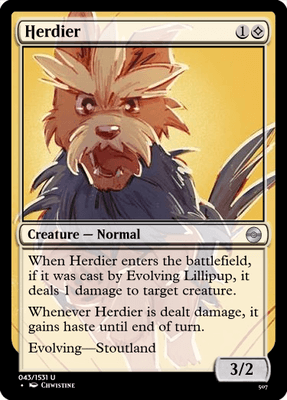 Herdier 1
Creature — Normal
When Herdier enters the battlefield,
if it was cast by Evolving Lillipup, it
deals 1 damage to target creature.
Whenever Herdier is dealt damage, it
gains haste until end of turn.
Evolving—Stoutland
3/2
043/1531 U
• Chwistine
507